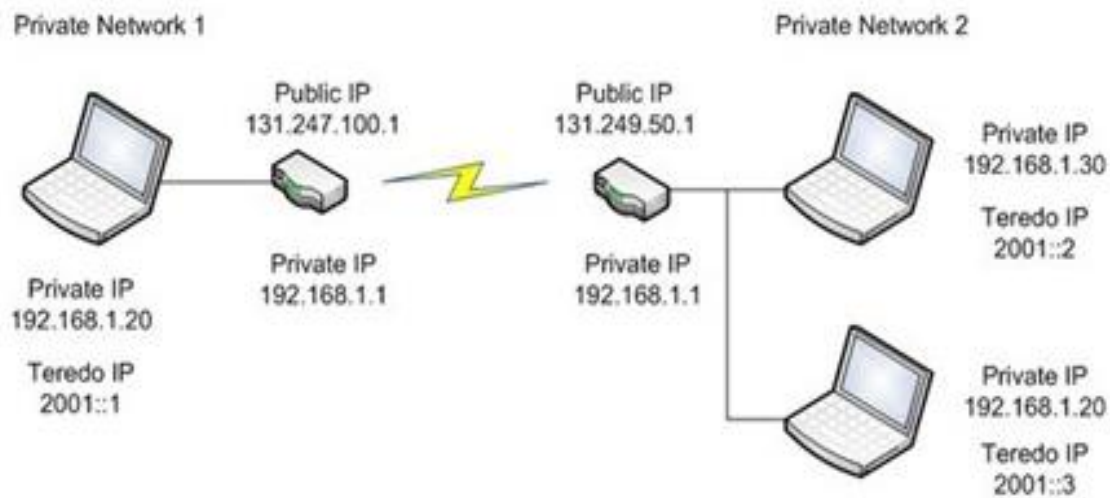 Private Network 1
Private Network 2
Public IP
131.247.100.1
Public IP
131.249.50.1
Private IP
192.168.1.30
Teredo IP
2001::2
Private IP
192.168.1.20
Teredo IP
2001::1
Private IP
192.168.1.1
Private IP
192.168.1.1
Private IP
192.168.1.20
Teredo IP
2001::3